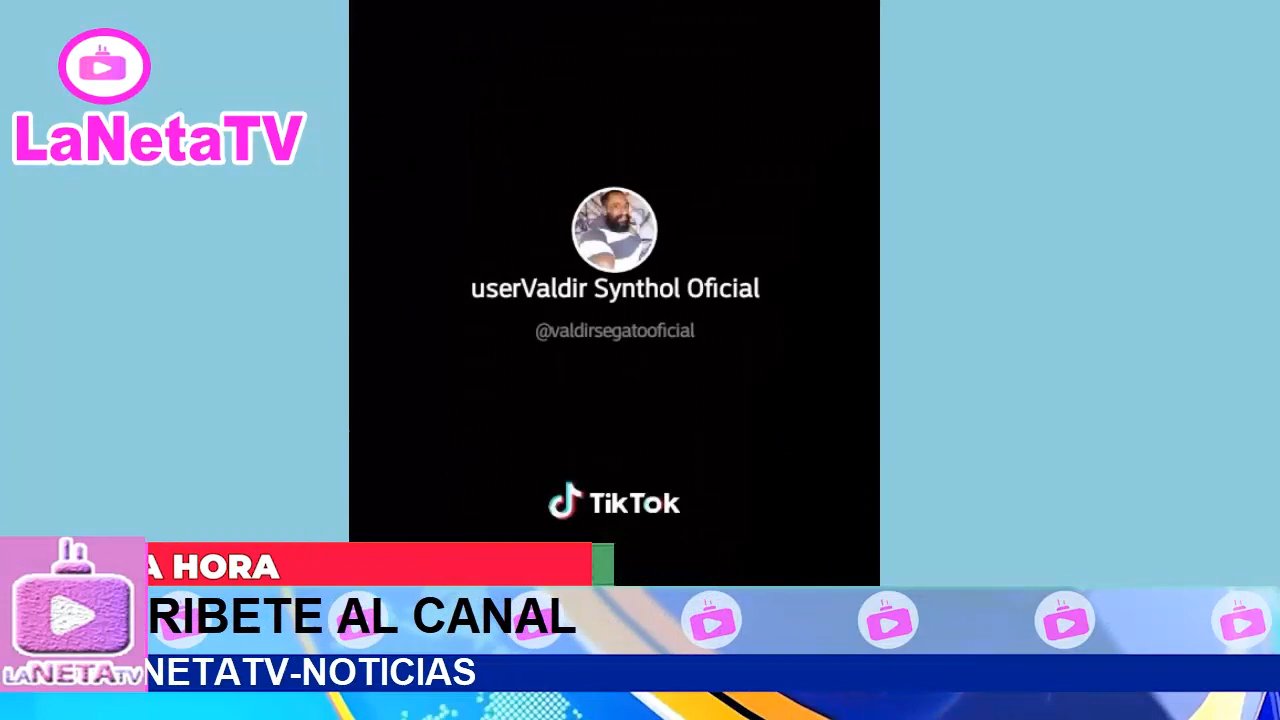 LaNetaTV
userValdir Synthol Oficial
@valdirsegatooficial
TikTok
A HORA
RIBETE AL CANAL
NETATV-NOTICIAS
LANETATV